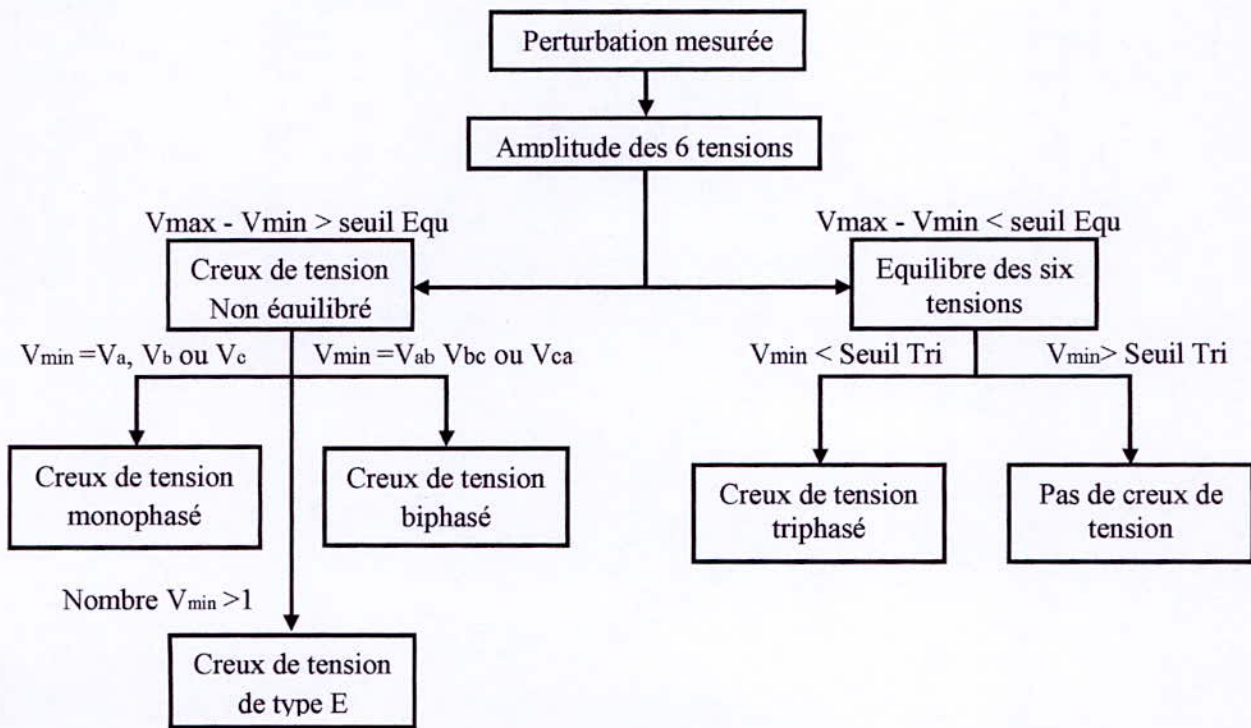 Perturbation mesurée
Amplitude des 6 tensions
Vmax - Vmin > seuil Equ
Vmax - Vmin < seuil Equ
Creux de tension
Non équilibré
Equilibre des six
tensions
Vmin =Va, Vb ou Vc
Vmin =Vab Vbc ou Vca
Vmin < Seuil Tri
Vmin> Seuil Tri
Creux de tension
monophasé
Creux de tension
biphasé
Creux de tension
triphasé
Pas de creux de
tension
Nombre Vmin >1
Creux de tension
de type E